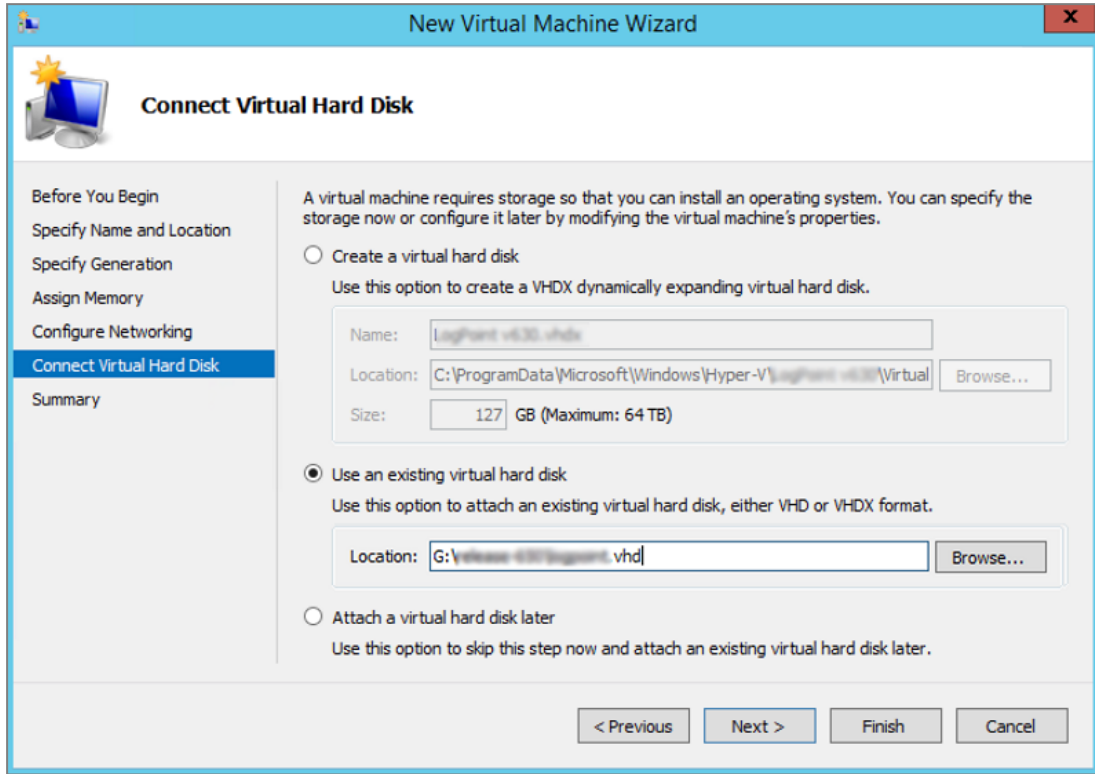 New Virtual Machine Wizard
x
Connect Virtual Hard Disk
Before You Begin
Specify Name and Location
Specify Generation
Assign Memory
Configure Networking
Connect Virtual Hard Disk
Summary
A virtual machine requires storage so that you can install an operating system. You can specify the
storage now or configure it later by modifying the virtual machine's properties.
Create a virtual hard disk
Use this option to create a VHDX dynamically expanding virtual hard disk.
Name:
Location: C:\ProgramData\Microsoft\Windows\Hyper-V\ \Virtual Browse...
Size: 127 GB (Maximum: 64 TB)
Use an existing virtual hard disk
Use this option to attach an existing virtual hard disk, either VHD or VHDX format.
Location: G:\ .vhd Browse...
Attach a virtual hard disk later
Use this option to skip this step now and attach an existing virtual hard disk later.
< Previous Next > Finish Cancel